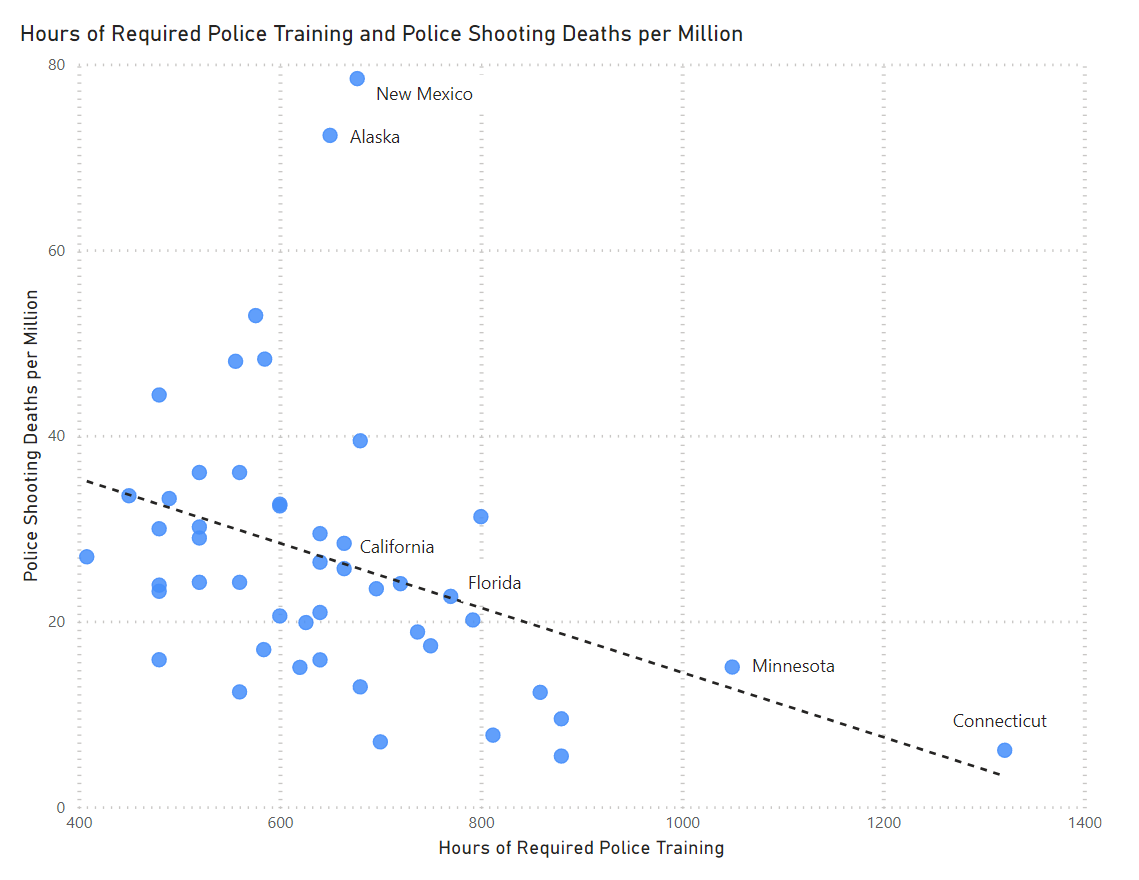 Hours of Required Police Training and Police Shooting Deaths per Million
80
New Mexico
Alaska
60
Police Shooting Deaths per Million
40
California
Florida
20
Minnesota
Connecticut
0
400 600 800 1000 1200 1400
Hours of Required Police Training